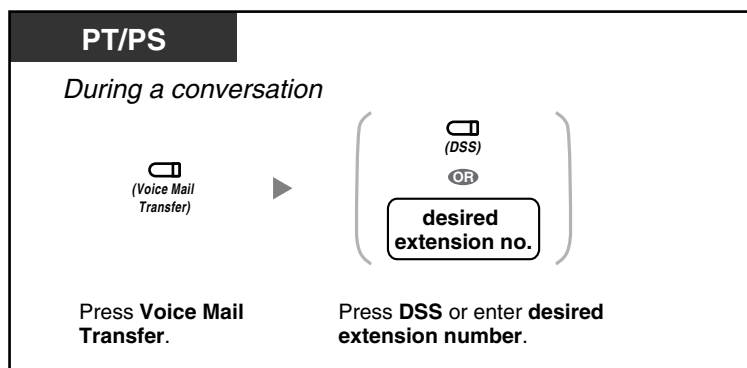 PT/PS
During a conversation
(DSS)
OR
(Voice Mail
Transfer)
desired
extension no.
Press Voice Mail
Transfer.
Press DSS or enter desired
extension number.